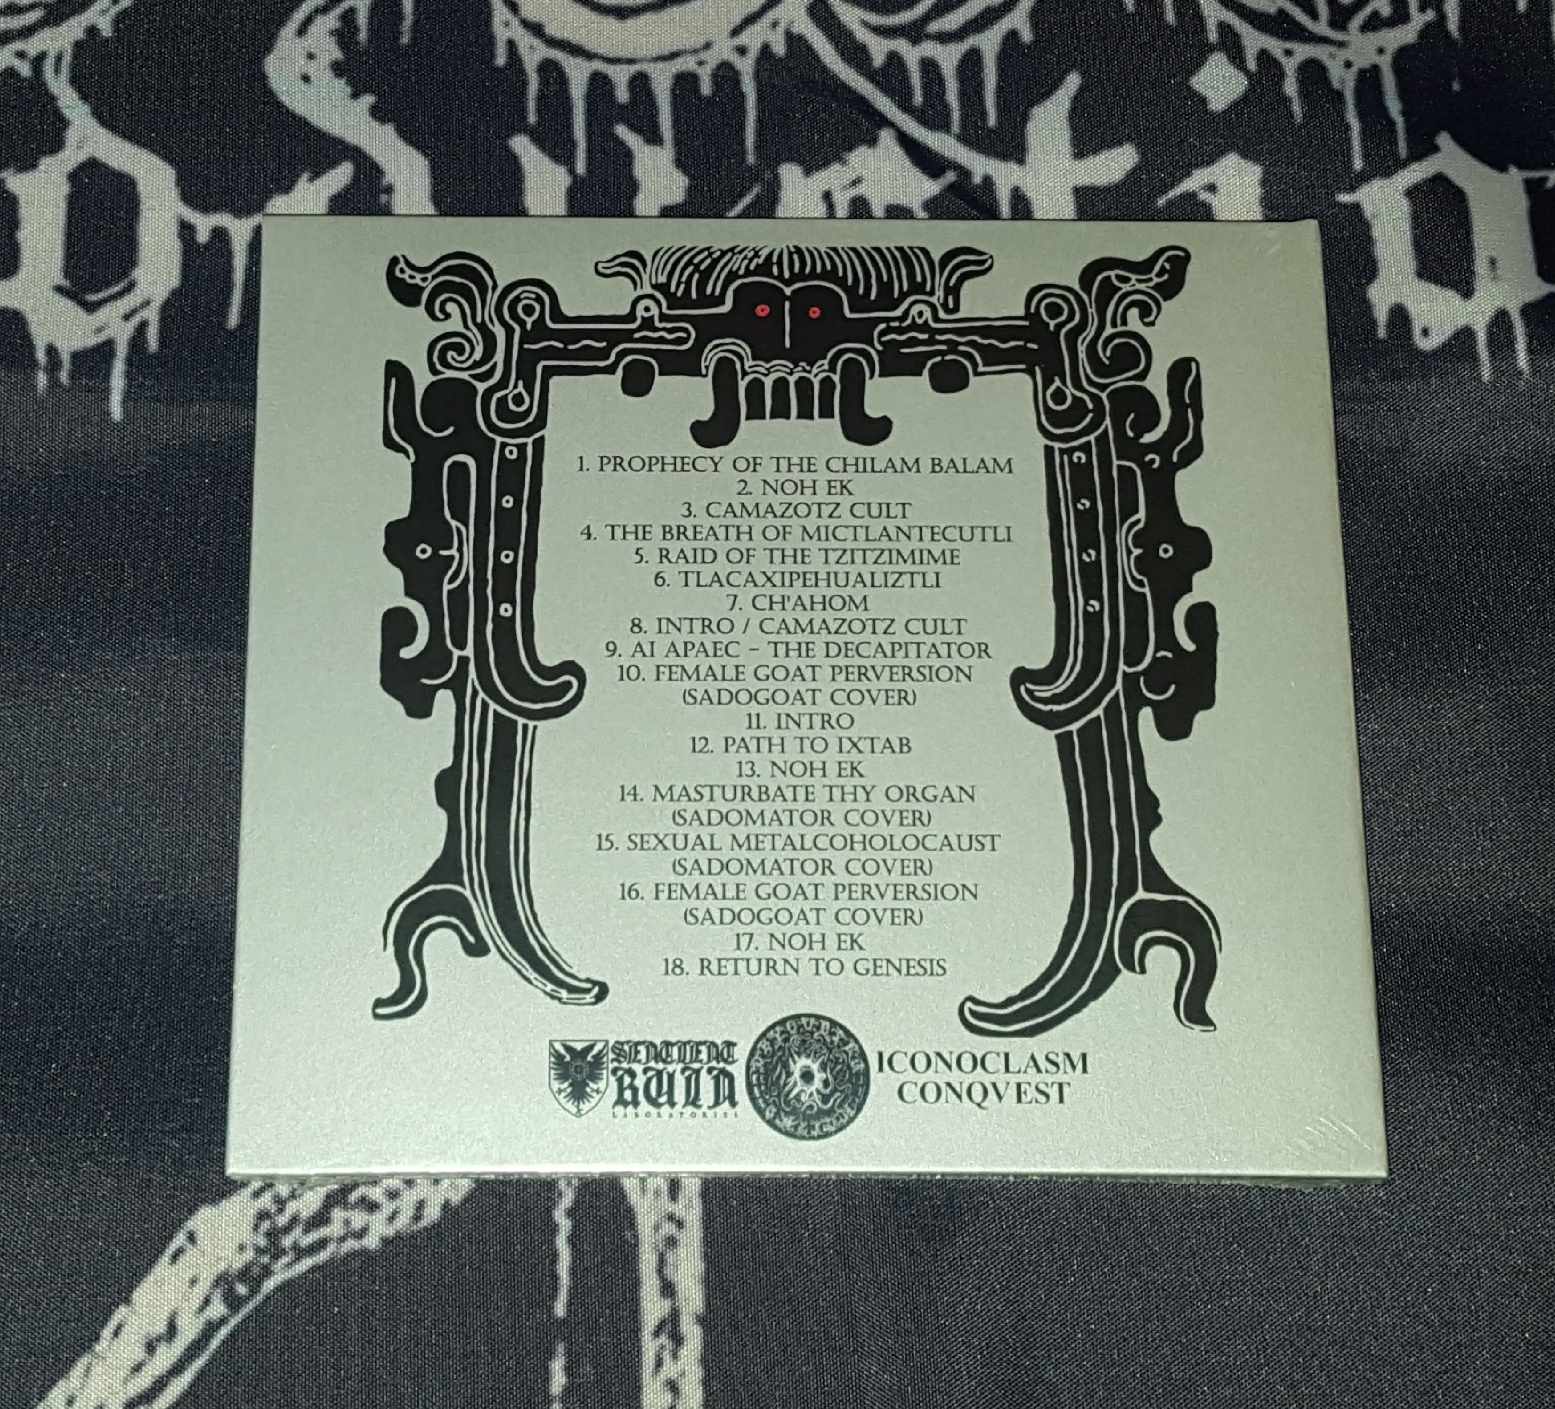 1. PROPHECY OF THE CHILAM BALAM
2. NOH EK
3. CAMAZOTZ CULT
4. THE BREATH OF MICTLANTECUTLI
5. RAID OF THE TZITZIMIME
6. TLACAXIPEHUALIZTLI
7. CH'AHOM
8. INTRO / CAMAZOTZ CULT
9. AI APAEC - THE DECAPITATOR
10. FEMALE GOAT PERVERSION
(SADOGOAT COVER)
11. INTRO
12. PATH TO IXTAB
13. NOH EK
14. MASTURBATE THY ORGAN
(SADOMATOR COVER)
15. SEXUAL METALCOHOLOCAUST
(SADOMATOR COVER)
16. FEMALE GOAT PERVERSION
(SADOGOAT COVER)
17. NOH EK
18. RETURN TO GENESIS
SENTIENT
RUIN
LABORATORIES
ICONOCLASM
CONQVEST